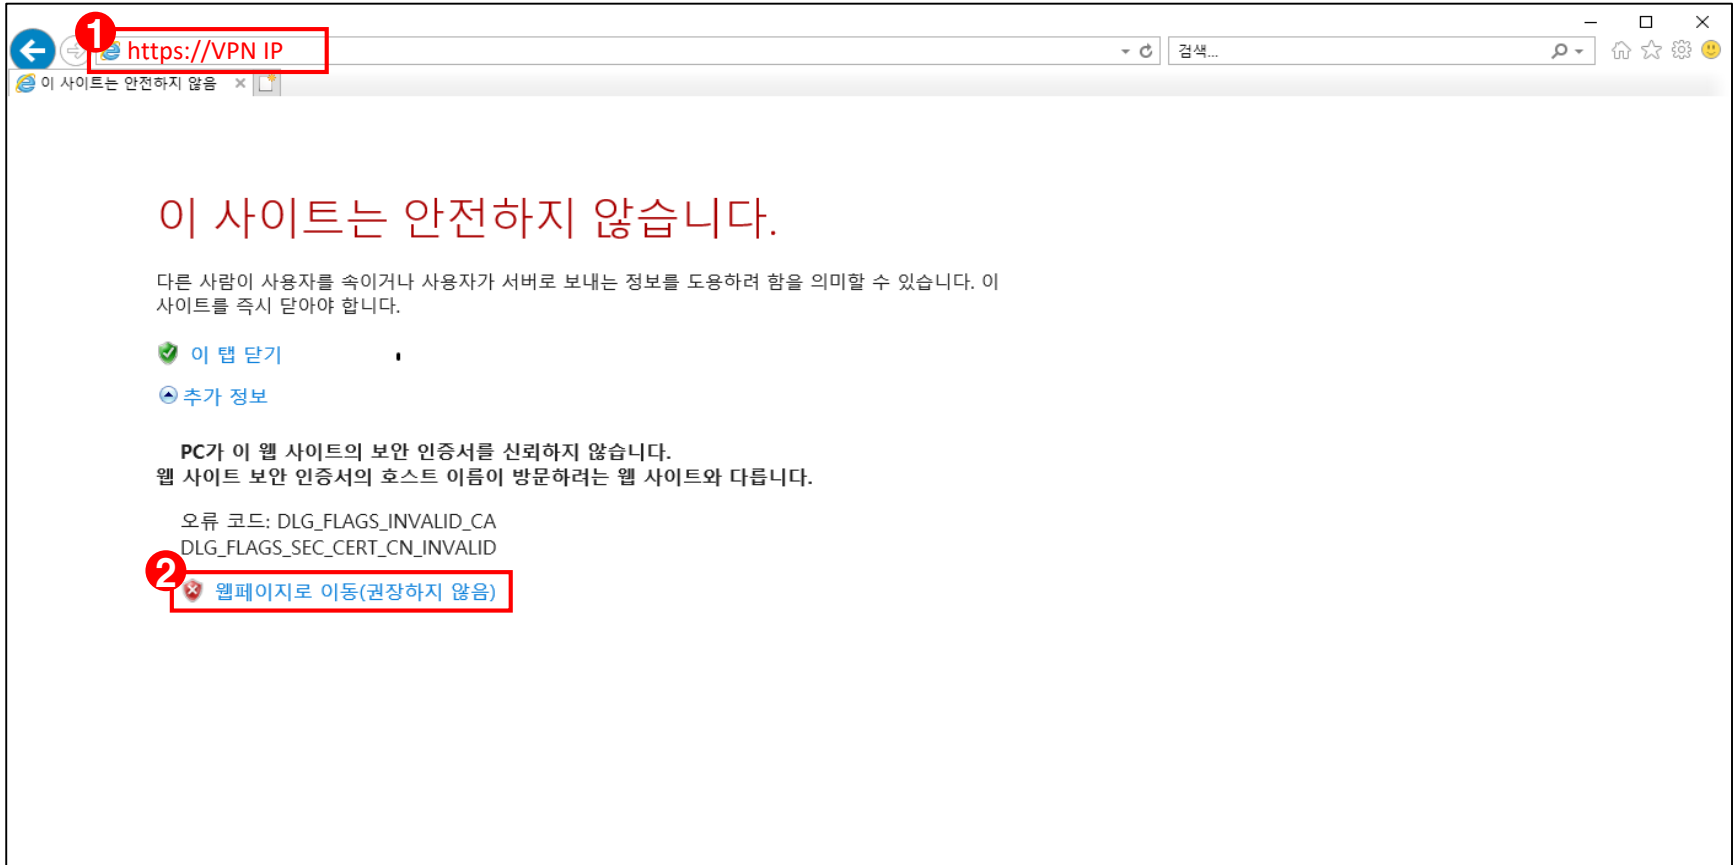 1
https://VPN IP
검색...
이 사이트는 안전하지 않음
이 사이트는 안전하지 않습니다.
다른 사람이 사용자를 속이거나 사용자가 서버로 보내는 정보를 도용하려 함을 의미할 수 있습니다. 이
사이트를 즉시 닫아야 합니다.
이 탭 닫기
추가 정보
PC가 이 웹 사이트의 보안 인증서를 신뢰하지 않습니다.
웹 사이트 보안 인증서의 호스트 이름이 방문하려는 웹 사이트와 다릅니다.
오류 코드: DLG_FLAGS_INVALID_CA
DLG_FLAGS_SEC_CERT_CN_INVALID
2
웹페이지로 이동(권장하지 않음)